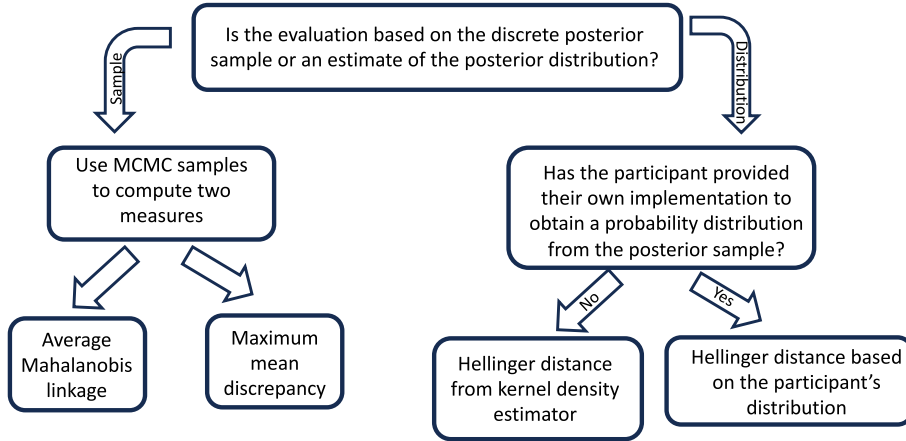 Is the evaluation based on the discrete posterior
sample or an estimate of the posterior distribution?
Sample
Distribution
Use MCMC samples
to compute two
measures
Has the participant provided
their own implementation to
obtain a probability distribution
from the posterior sample?
No
Yes
Average
Mahalanobis
linkage
Maximum
mean
discrepancy
Hellinger distance
from kernel density
estimator
Hellinger distance based
on the participant’s
distribution